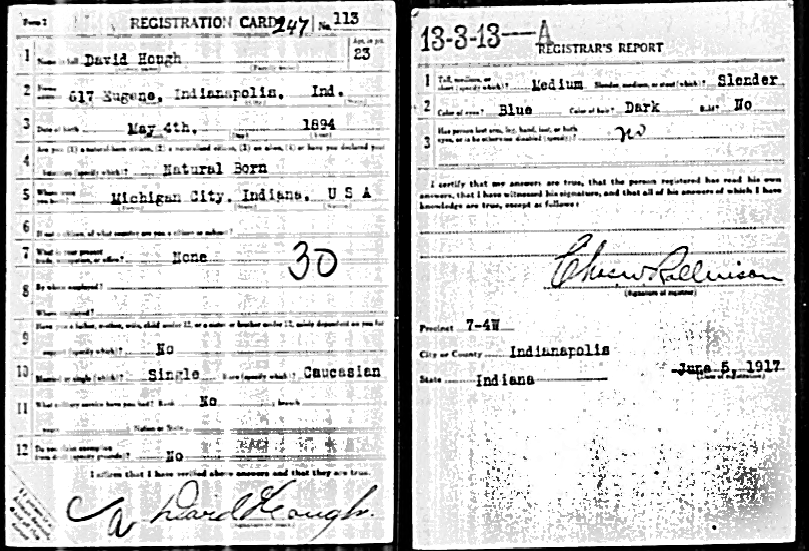 Form 1 REGISTRATION CARD 247 No. 113
1 Name in full David Hough Age, in yrs. 23
2 617 Eugene, Indianapolis, Ind.
3 Date of birth May 4th, 1894
Are you (1) a natural-born citizen, (2) a naturalized citizen, (3) an alien, (4) or have you declared your
4 intention (specify which)? Natural Born
5 Where were you born? Michigan City, Indiana, U S A
6 If not a citizen, of what country are you a citizen or subject?
7 What is your present trade, occupation, or office? None 30
8 By whom employed?
Where employed?
9 Have you a father, mother, wife, child under 12, or a sister or brother under 12, solely dependent on you for
support (specify which)? No
10 Married or single (which)? Single Race (specify which)? Caucasian
11 What military service have you had? Rank No branch
years Nation or State
12 Do you claim exemption from draft (specify grounds)? No
I affirm that I have verified above answers and that they are true.
David Hough.
13-3-13 A
REGISTRAR'S REPORT
1 Tall, medium, or short (specify which)? Medium Slender, medium, or stout (which)? Slender
2 Color of eyes? Blue Color of hair? Dark Bald? No
3 Has person lost arm, leg, hand, foot, or both eyes, or is he otherwise disabled (specify)? no
I certify that my answers are true, that the person registered has read his own
answers, that I have witnessed his signature, and that all of his answers of which I have
knowledge are true, except as follows:
(Signature of registrar)
Precinct 7-4W
City or County Indianapolis
State Indiana June 5, 1917
(Date of registration)